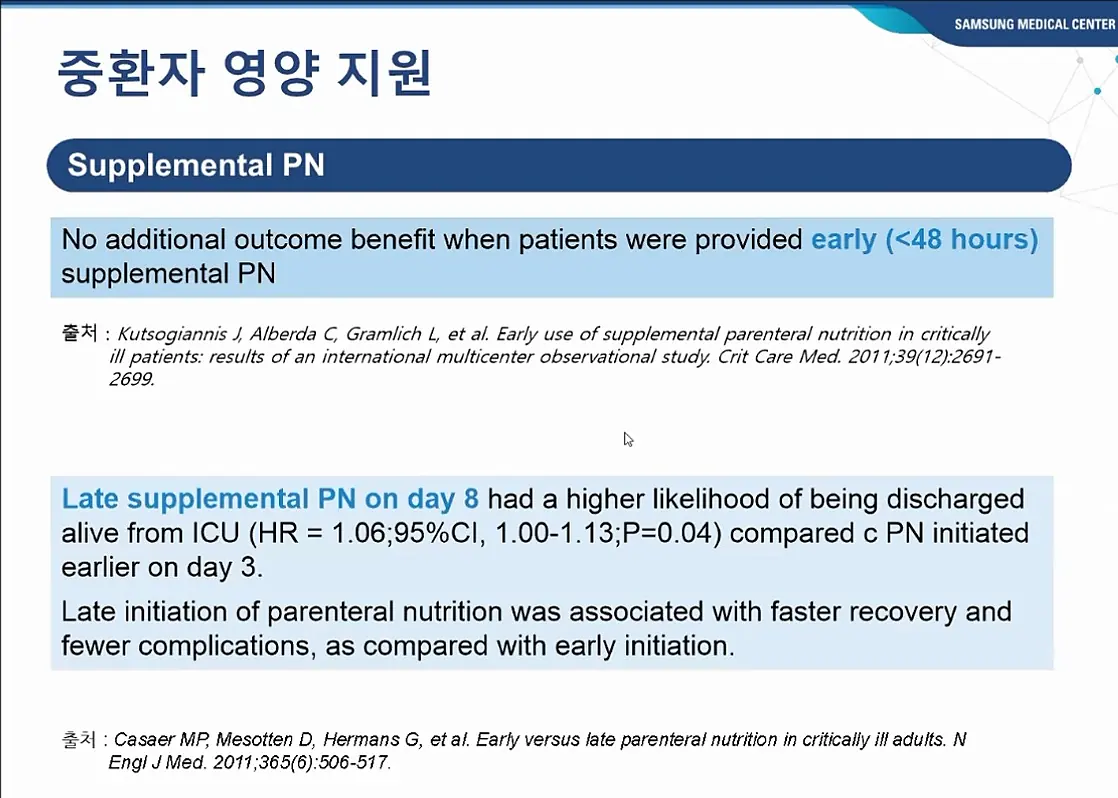 SAMSUNG MEDICAL CENTER
중환자 영양 지원
Supplemental PN
No additional outcome benefit when patients were provided early (<48 hours)
supplemental PN
출처 : Kutsogiannis J, Alberda C, Gramlich L, et al. Early use of supplemental parenteral nutrition in critically
ill patients: results of an international multicenter observational study. Crit Care Med. 2011;39(12):2691-
2699.
Late supplemental PN on day 8 had a higher likelihood of being discharged
alive from ICU (HR = 1.06;95%CI, 1.00-1.13;P=0.04) compared c PN initiated
earlier on day 3.
Late initiation of parenteral nutrition was associated with faster recovery and
fewer complications, as compared with early initiation.
출처 : Casaer MP, Mesotten D, Hermans G, et al. Early versus late parenteral nutrition in critically ill adults. N
Engl J Med. 2011;365(6):506-517.